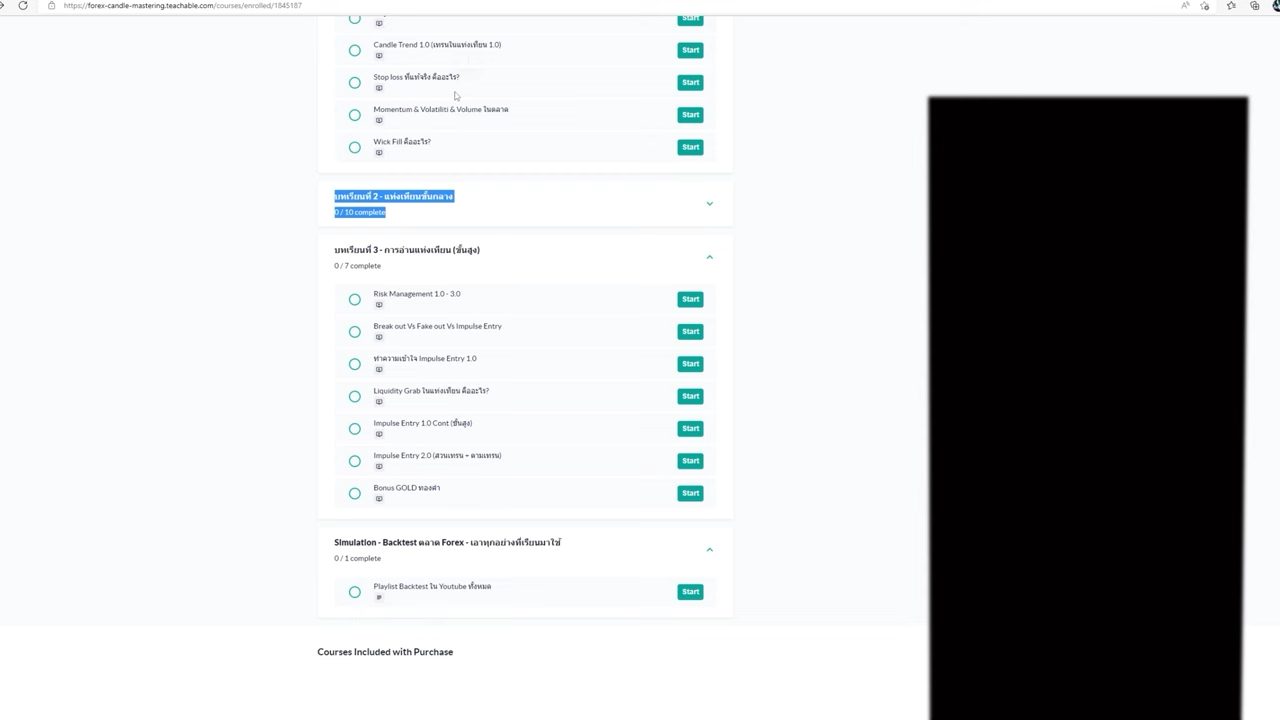 https://forex-candle-mastering.teachable.com/courses/enrolled/1845187
Start
Candle Trend 1.0 (เทรนในแท่งเทียน 1.0)
Start
Stop loss ที่แท้จริง คืออะไร?
Start
Momentum & Volatiliti & Volume ในตลาด
Start
Wick Fill คืออะไร?
Start
บทเรียนที่ 2 - แท่งเทียนขั้นกลาง
0 / 10 complete
บทเรียนที่ 3 - การอ่านแท่งเทียน (ขั้นสูง)
0 / 7 complete
Risk Management 1.0 - 3.0
Start
Break out Vs Fake out Vs Impulse Entry
Start
ทำความเข้าใจ Impulse Entry 1.0
Start
Liquidity Grab ในแท่งเทียน คืออะไร?
Start
Impulse Entry 1.0 Cont (ขั้นสูง)
Start
Impulse Entry 2.0 (สวนเทรน + ตามเทรน)
Start
Bonus GOLD ทองคำ
Start
Simulation - Backtest ตลาด Forex - เอาทุกอย่างที่เรียนมาใช้
0 / 1 complete
Playlist Backtest ใน Youtube ทั้งหมด
Start
Courses Included with Purchase